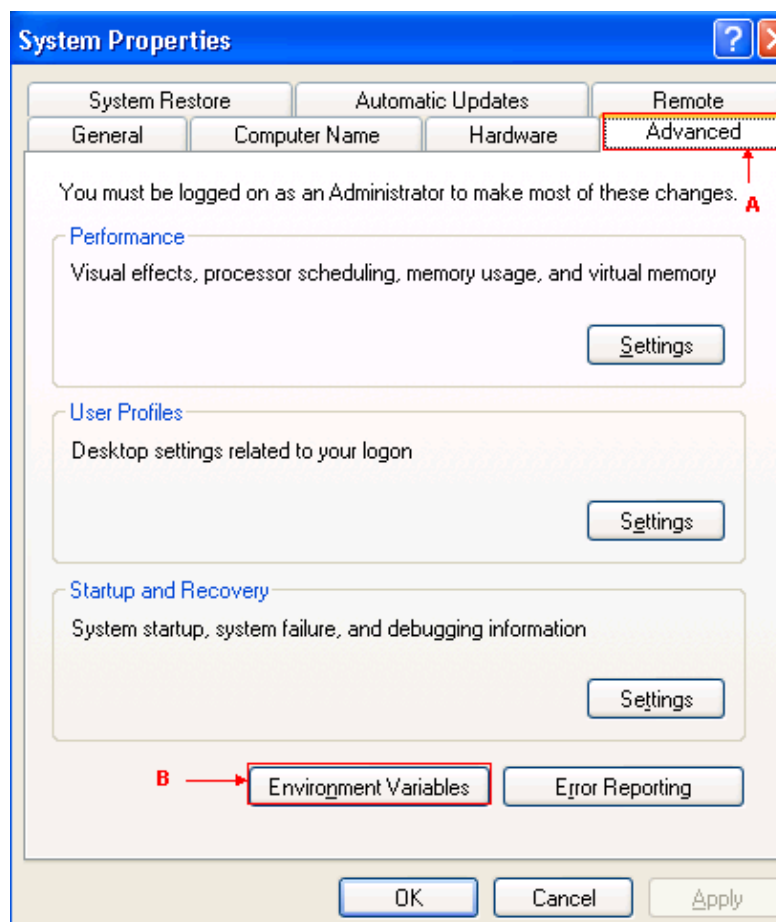 System Properties
?
System Restore
Automatic Updates
Remote
General
Computer Name
Hardware
Advanced
You must be logged on as an Administrator to make most of these changes.
A
Performance
Visual effects, processor scheduling, memory usage, and virtual memory
Settings
User Profiles
Desktop settings related to your logon
Settings
Startup and Recovery
System startup, system failure, and debugging information
Settings
B
Environment Variables
Error Reporting
OK
Cancel
Apply